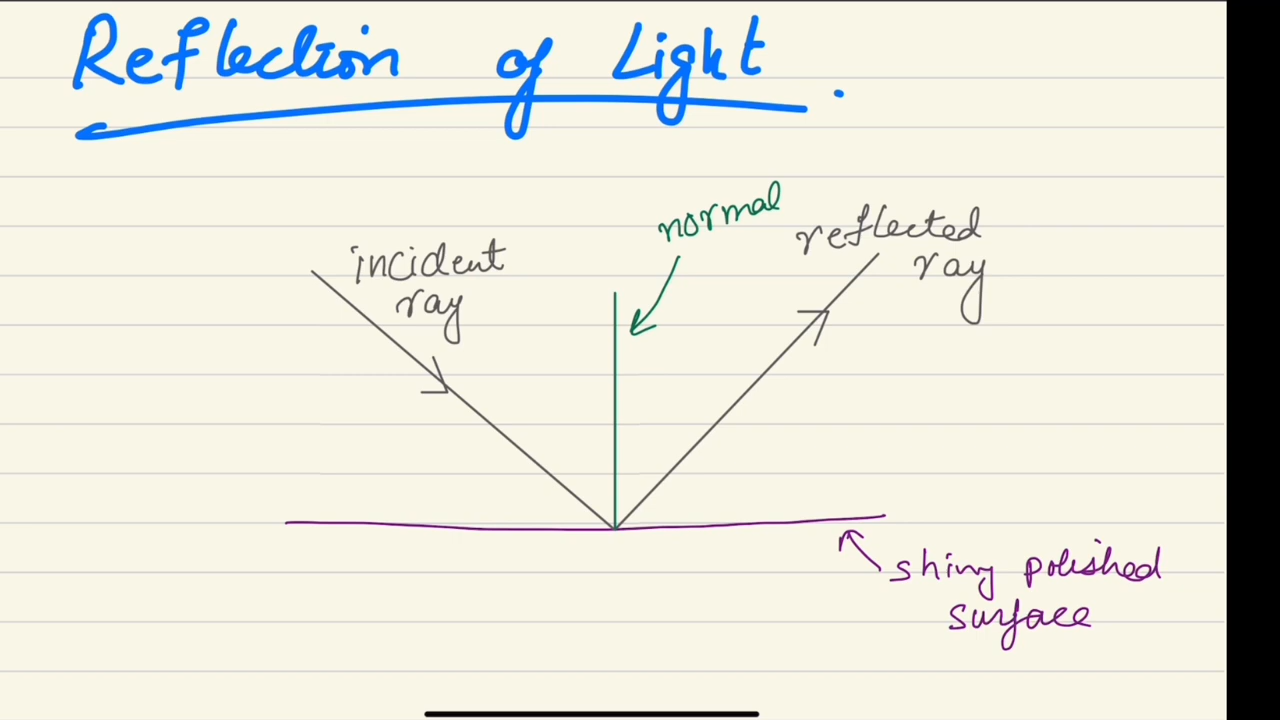 Reflection of Light.
normal
incident
ray
reflected
ray
shiny polished
surface